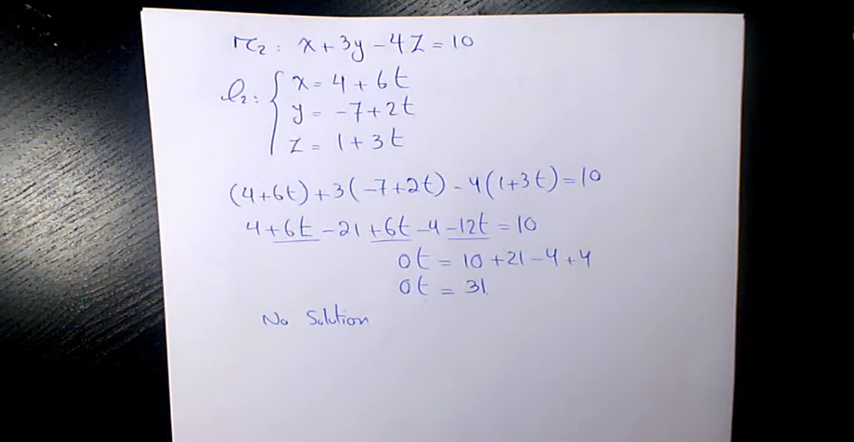 π₂: x + 3y - 4z = 10
l₂: { x = 4 + 6t
y = -7 + 2t
z = 1 + 3t
(4+6t) + 3(-7+2t) - 4(1+3t) = 10
4 + 6t - 21 + 6t - 4 - 12t = 10
0t = 10 + 21 - 4 + 4
0t = 31
No Solution